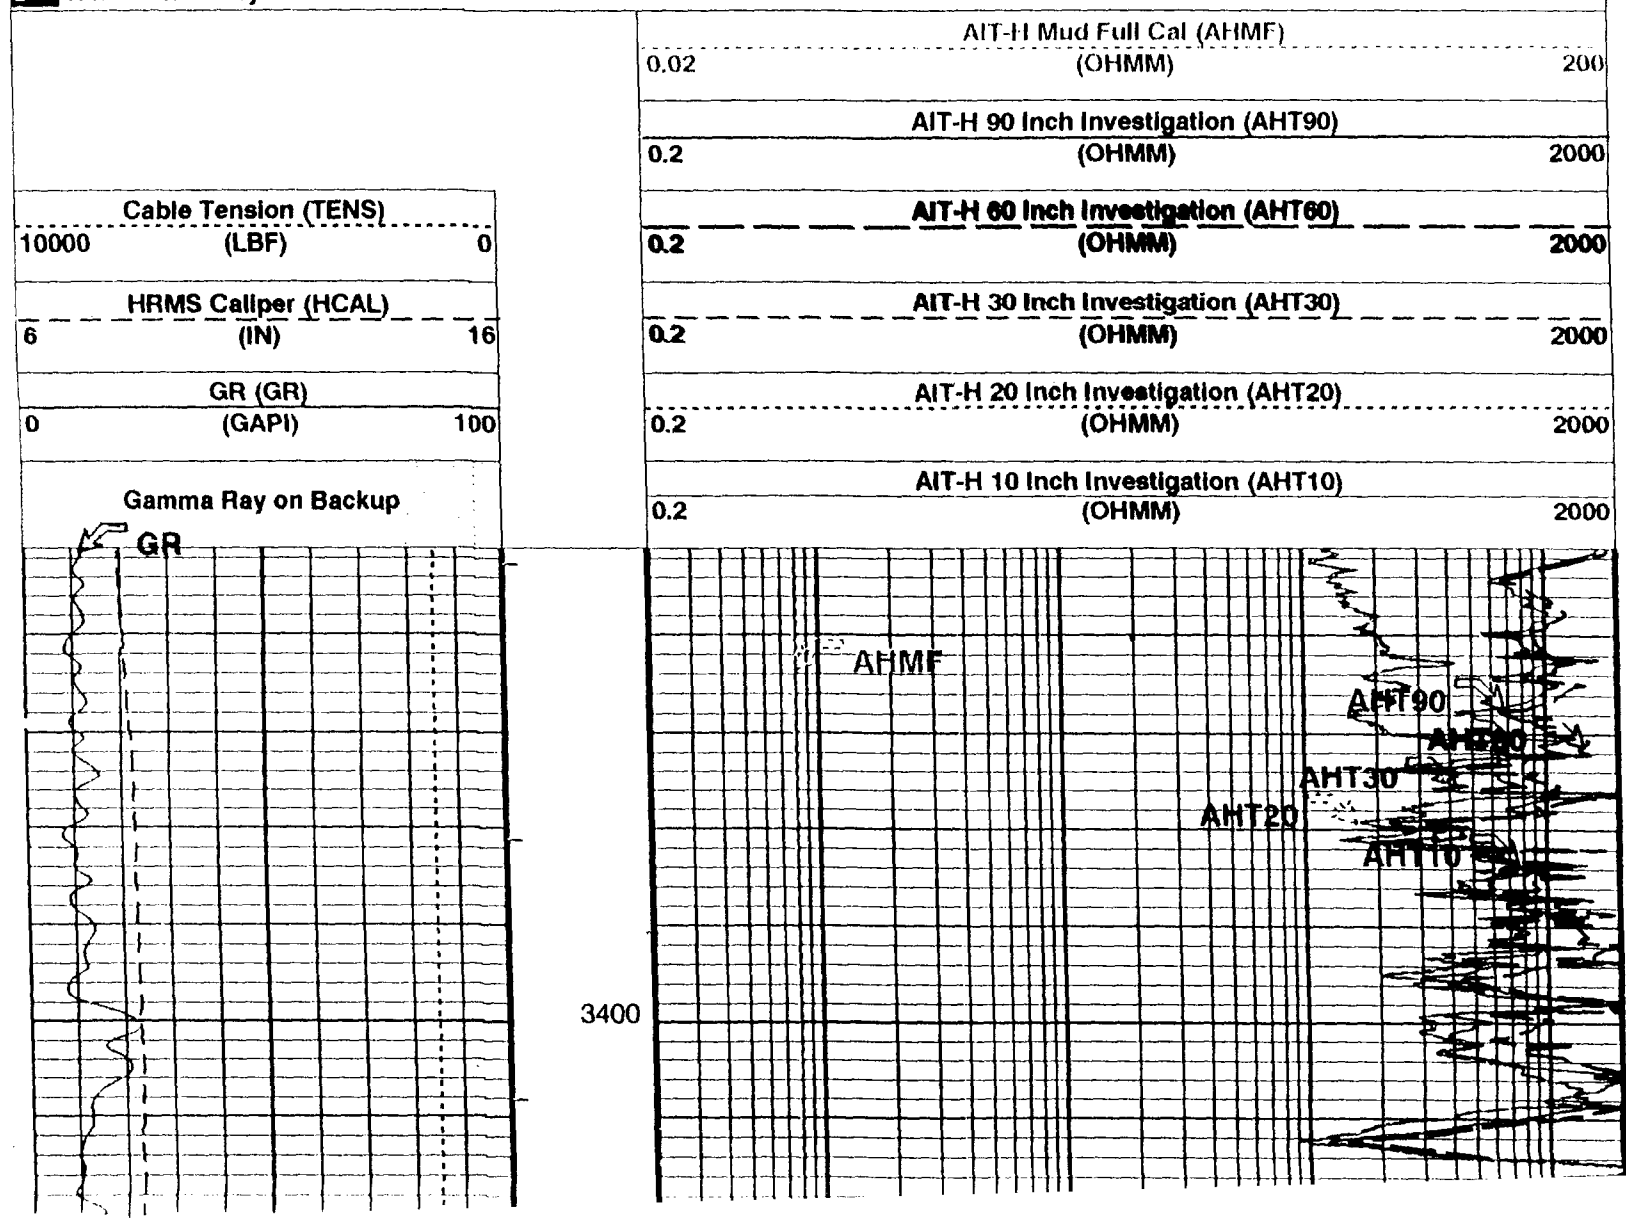 AIT-H Mud Full Cal (AHMF)
0.02 (OHMM) 200
AIT-H 90 Inch Investigation (AHT90)
0.2 (OHMM) 2000
Cable Tension (TENS)
10000 (LBF) 0
AIT-H 60 Inch Investigation (AHT60)
0.2 (OHMM) 2000
HRMS Caliper (HCAL)
6 (IN) 16
AIT-H 30 Inch Investigation (AHT30)
0.2 (OHMM) 2000
GR (GR)
0 (GAPI) 100
AIT-H 20 Inch Investigation (AHT20)
0.2 (OHMM) 2000
Gamma Ray on Backup
AIT-H 10 Inch Investigation (AHT10)
0.2 (OHMM) 2000
GR
AHMF
AHT90
AHT60
AHT30
AHT20
AHT10
3400